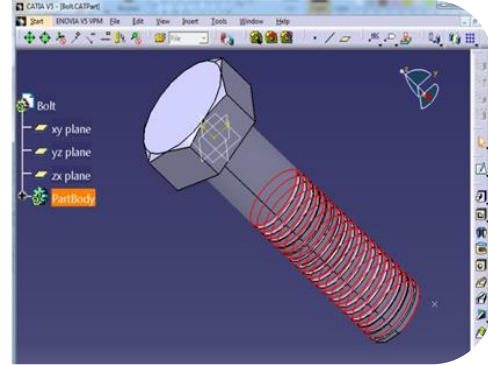 CATIA V5 - [Bolt.CATPart]
Start ENOVIA V5 VPM File Edit View Insert Tools Window Help
File
Bolt
xy plane
yz plane
zx plane
PartBody